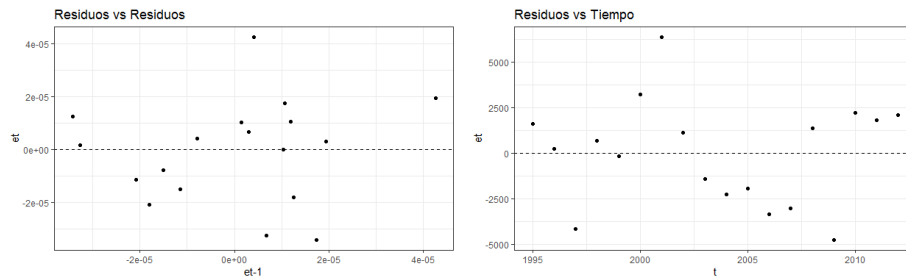 Residuos vs Residuos
4e-05
2e-05
0e+00
-2e-05
et
-2e-05
0e+00
2e-05
4e-05
et-1
Residuos vs Tiempo
5000
2500
0
-2500
-5000
et
1995
2000
2005
2010
t